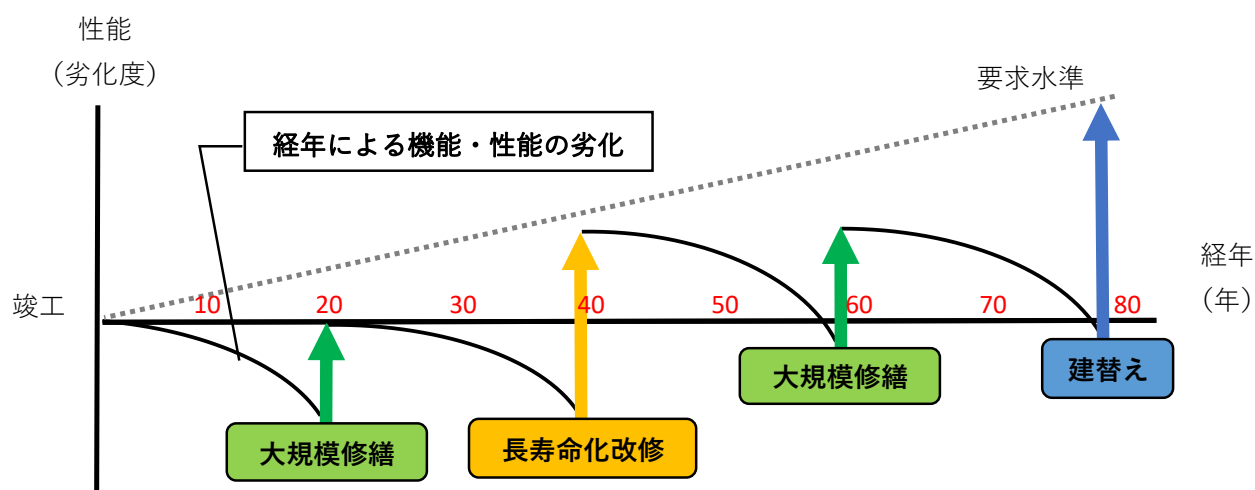 性能
（劣化度）
要求水準
経年による機能・性能の劣化
経年
（年）
竣工
10
20
30
40
50
60
70
80
大規模修繕
長寿命化改修
大規模修繕
建替え